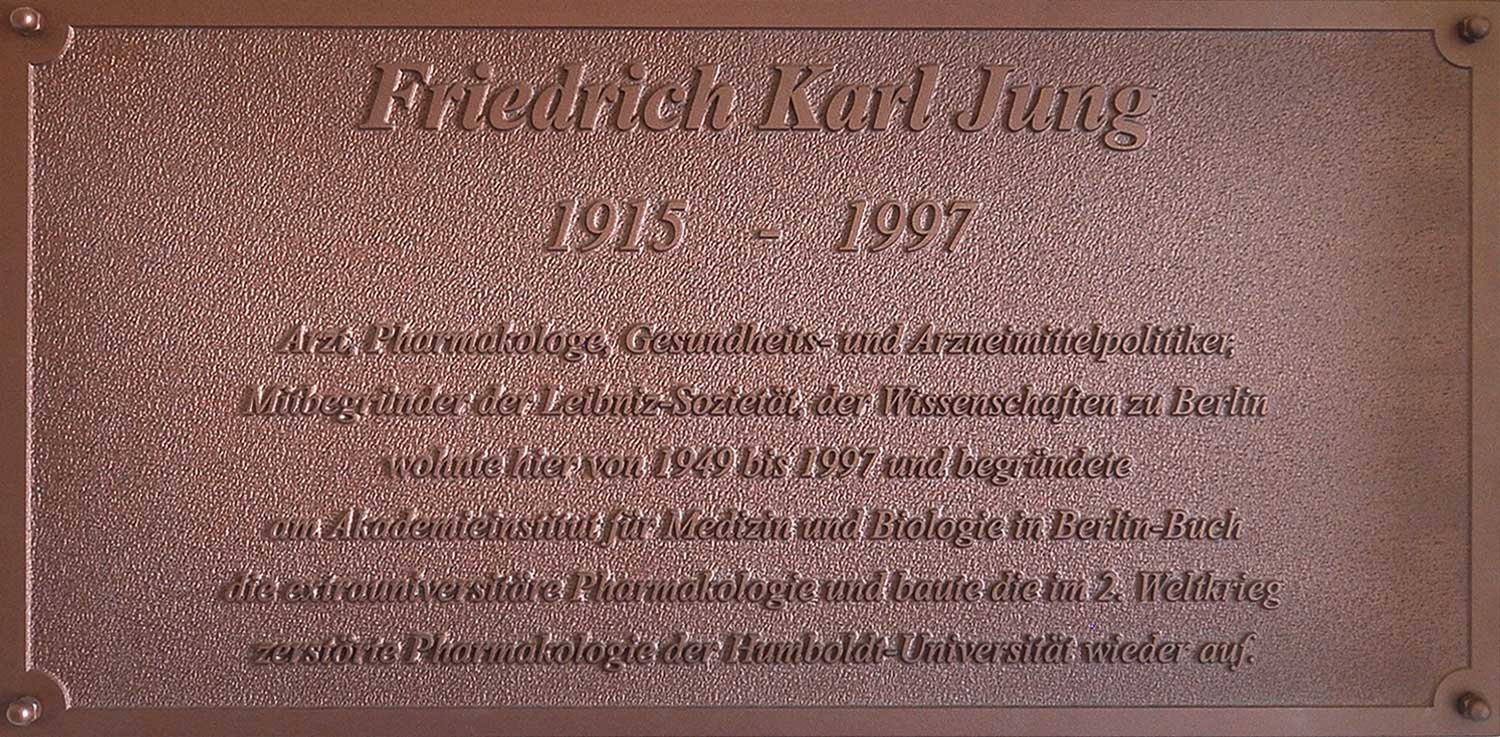 Friedrich Karl Jung
1915 - 1997
Arzt, Pharmakologe, Gesundheits- und Arzneimittelpolitiker,
Mitbegründer der Leibniz-Sozietät, der Wissenschaften zu Berlin
wohnte hier von 1949 bis 1997 und begründete
am Akademieinstitut für Medizin und Biologie in Berlin-Buch
die extrauniversitäre Pharmakologie und baute die im 2. Weltkrieg
zerstörte Pharmakologie der Humboldt-Universität wieder auf.